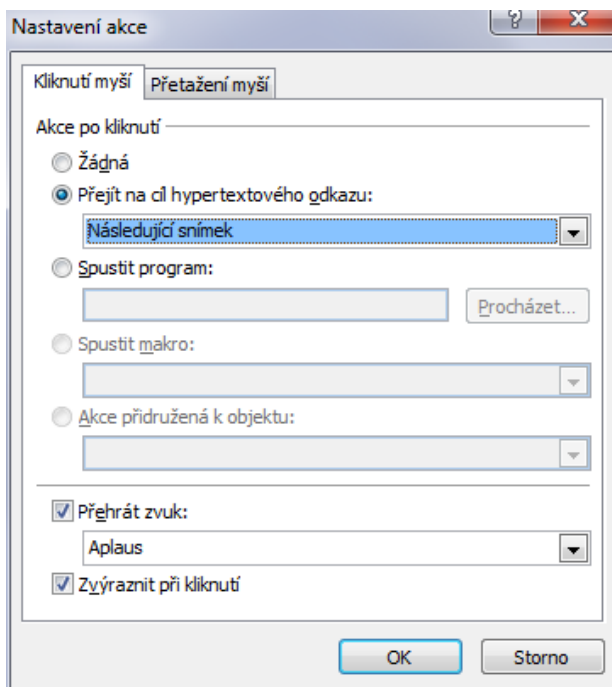 Nastavení akce
Kliknutí myší
Přetažení myší
Akce po kliknutí
Žádná
Přejít na cíl hypertextového odkazu:
Následující snímek
Spustit program:
Procházet...
Spustit makro:
Akce přidružená k objektu:
Přehrát zvuk:
Aplaus
Zvýraznit při kliknutí
OK
Storno